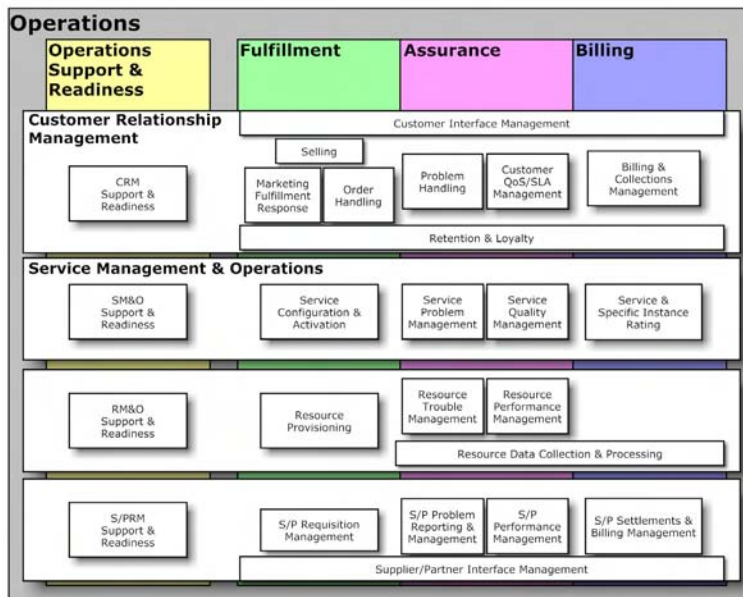 Operations
Operations
Support &
Readiness
Fulfillment
Assurance
Billing
Customer Relationship
Management
Customer Interface Management
Selling
CRM
Support &
Readiness
Marketing
Fulfillment
Response
Order
Handling
Problem
Handling
Customer
QoS/SLA
Management
Billing &
Collections
Management
Retention & Loyalty
Service Management & Operations
SM&O
Support &
Readiness
Service
Configuration &
Activation
Service
Problem
Management
Service
Quality
Management
Service &
Specific Instance
Rating
RM&O
Support &
Readiness
Resource
Provisioning
Resource
Trouble
Management
Resource
Performance
Management
Resource Data Collection & Processing
S/PRM
Support &
Readiness
S/P Requisition
Management
S/P Problem
Reporting &
Management
S/P
Performance
Management
S/P Settlements &
Billing Management
Supplier/Partner Interface Management